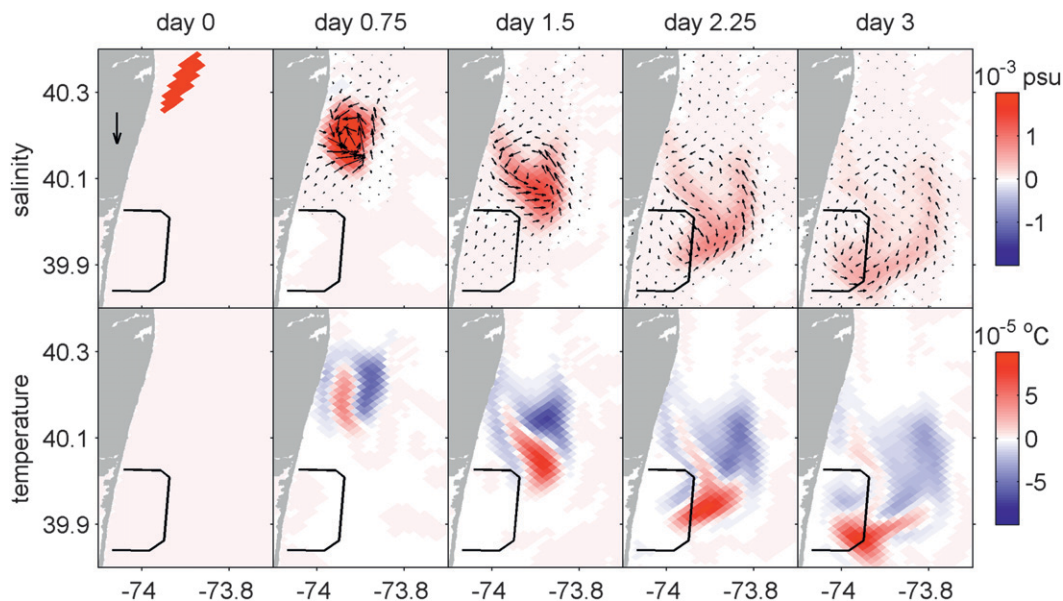 day 0 day 0.75 day 1.5 day 2.25 day 3
10⁻³ psu
40.3
1
salinity
40.1
0
39.9
-1
10⁻⁵ ºC
40.3
5
temperature
40.1
0
39.9
-5
-74 -73.8 -74 -73.8 -74 -73.8 -74 -73.8 -74 -73.8